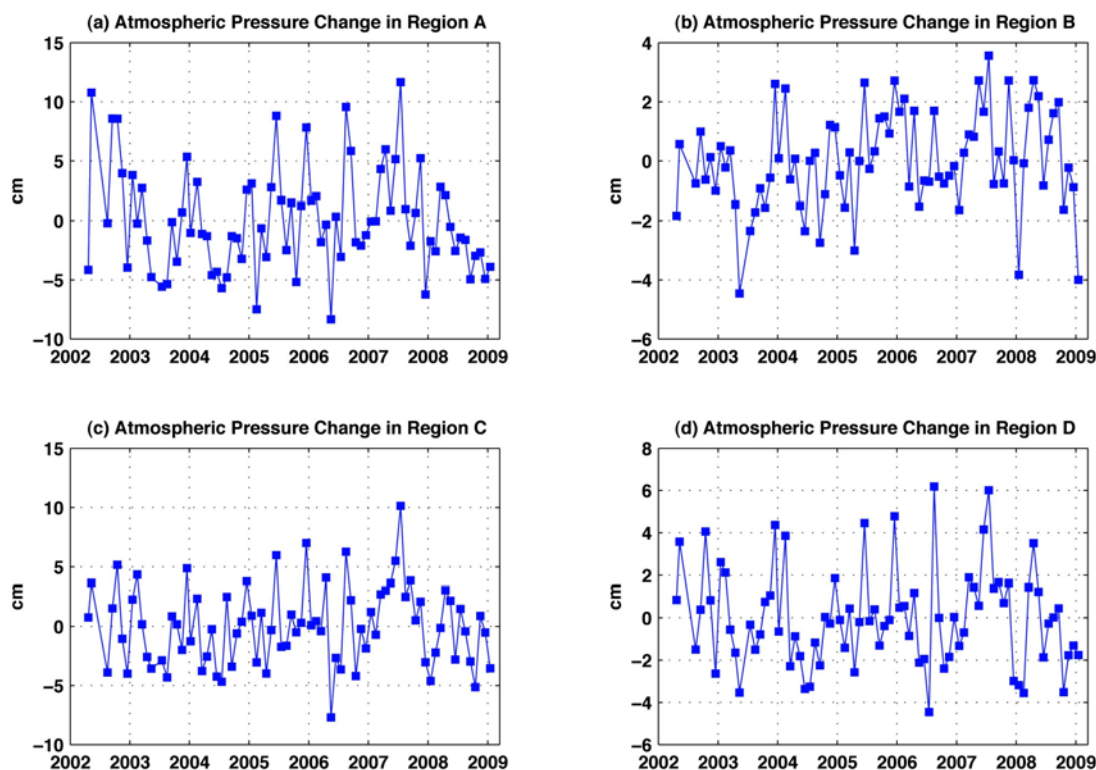 (a) Atmospheric Pressure Change in Region A
15
10
5
0
−5
−10
cm
2002 2003 2004 2005 2006 2007 2008 2009
(b) Atmospheric Pressure Change in Region B
4
2
0
−2
−4
−6
cm
2002 2003 2004 2005 2006 2007 2008 2009
(c) Atmospheric Pressure Change in Region C
15
10
5
0
−5
−10
cm
2002 2003 2004 2005 2006 2007 2008 2009
(d) Atmospheric Pressure Change in Region D
8
6
4
2
0
−2
−4
−6
cm
2002 2003 2004 2005 2006 2007 2008 2009